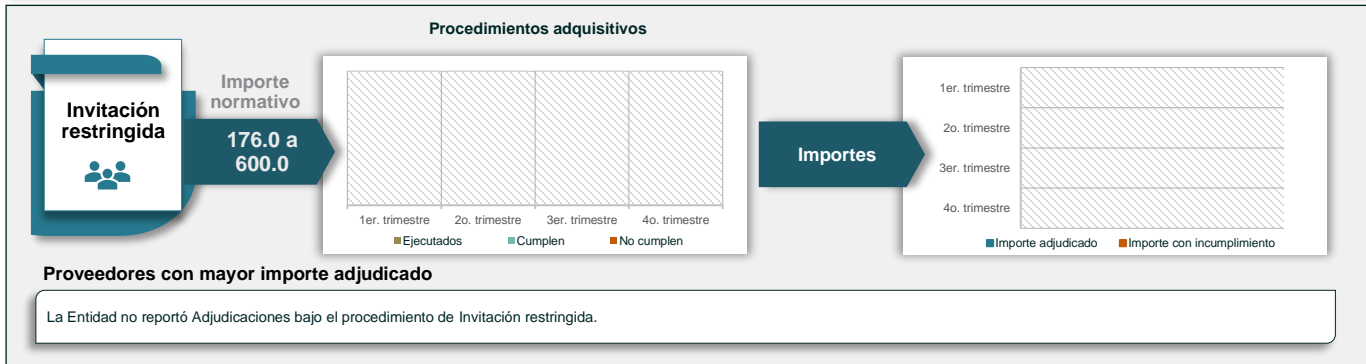 Procedimientos adquisitivos
Invitación
restringida
Importe
normativo
176.0 a
600.0
1er. trimestre 2o. trimestre 3er. trimestre 4o. trimestre
Ejecutados Cumplen No cumplen
Importes
1er. trimestre
2o. trimestre
3er. trimestre
4o. trimestre
Importe adjudicado Importe con incumplimiento
Proveedores con mayor importe adjudicado
La Entidad no reportó Adjudicaciones bajo el procedimiento de Invitación restringida.